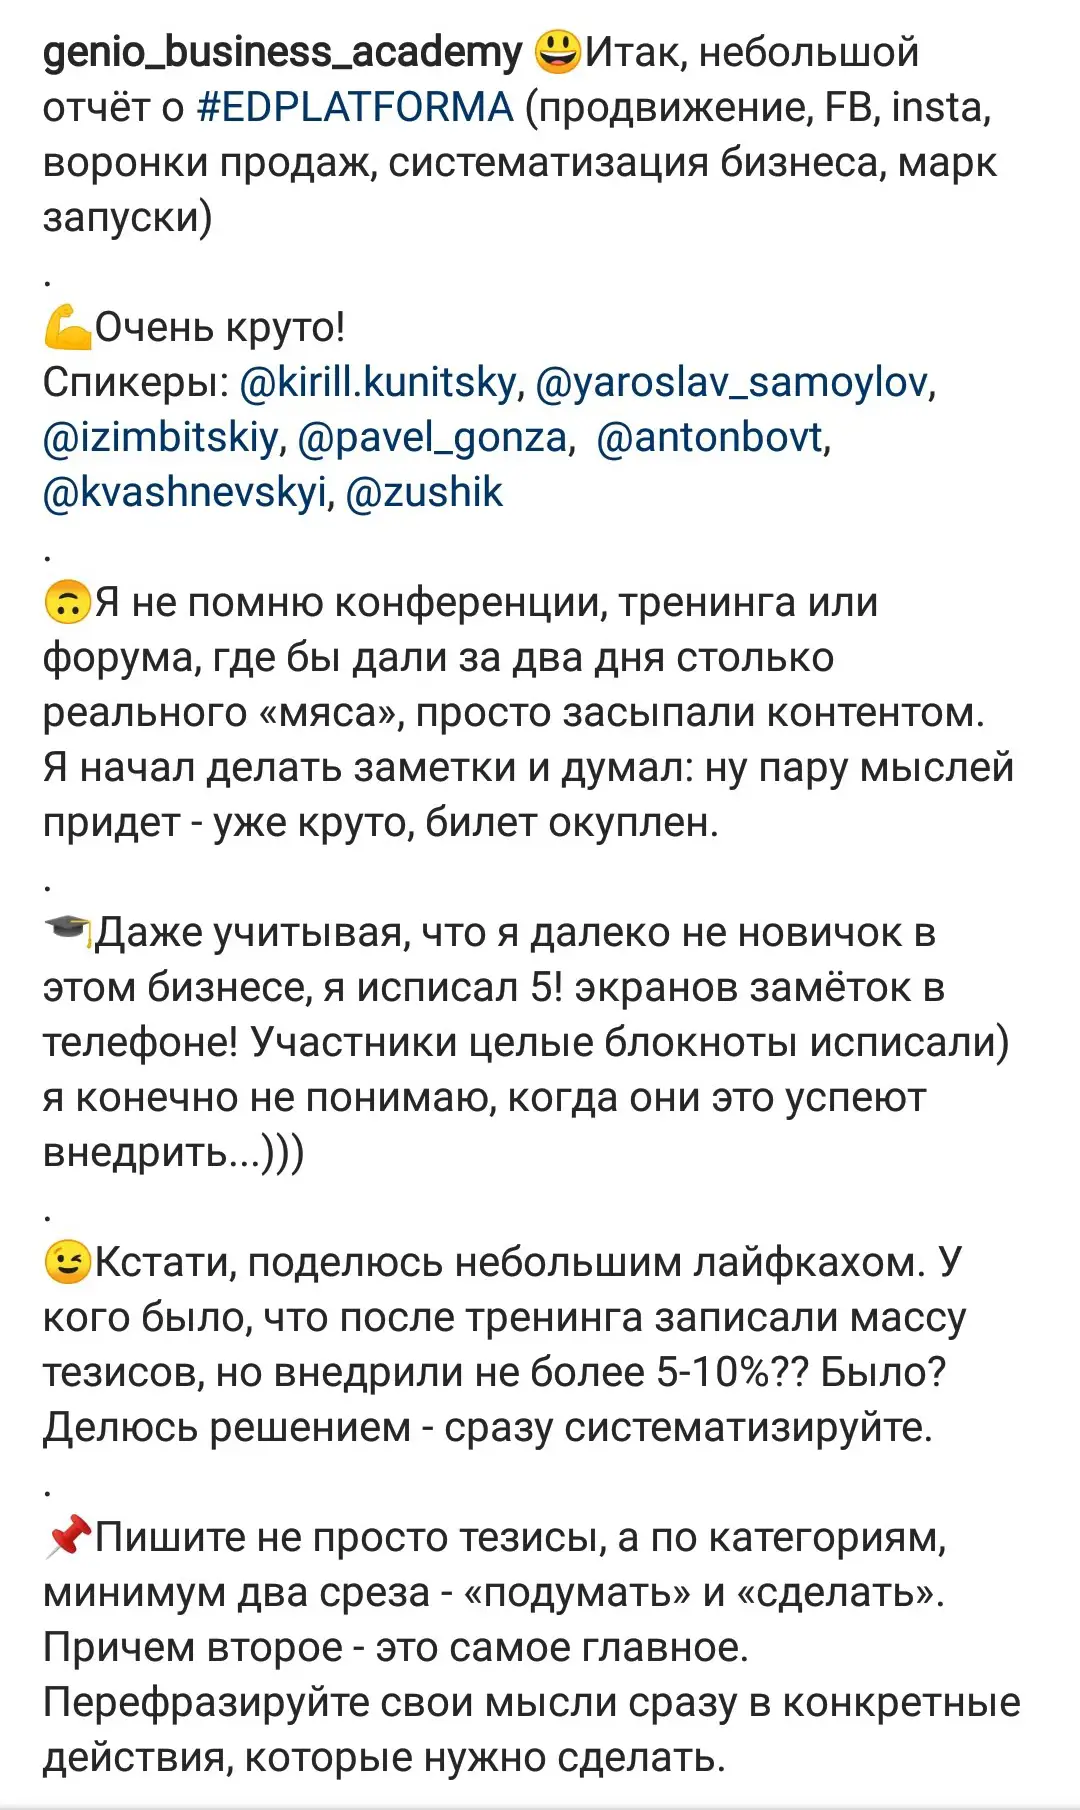 genio_business_academy 😃Итак, небольшой
отчёт о #EDPLATFORMA (продвижение, FB, insta,
воронки продаж, систематизация бизнеса, марк
запуски)
.
💪Очень круто!
Спикеры: @kirill.kunitsky, @yaroslav_samoylov,
@izimbitskiy, @pavel_gonza, @antonbovt,
@kvashnevskyi, @zushik
.
🙃Я не помню конференции, тренинга или
форума, где бы дали за два дня столько
реального «мяса», просто засыпали контентом.
Я начал делать заметки и думал: ну пару мыслей
придет - уже круто, билет окуплен.
.
🎓Даже учитывая, что я далеко не новичок в
этом бизнесе, я исписал 5! экранов замёток в
телефоне! Участники целые блокноты исписали)
я конечно не понимаю, когда они это успеют
внедрить...)))
.
😉Кстати, поделюсь небольшим лайфкахом. У
кого было, что после тренинга записали массу
тезисов, но внедрили не более 5-10%?? Было?
Делюсь решением - сразу систематизируйте.
.
📌Пишите не просто тезисы, а по категориям,
минимум два среза - «подумать» и «сделать».
Причем второе - это самое главное.
Перефразируйте свои мысли сразу в конкретные
действия, которые нужно сделать.